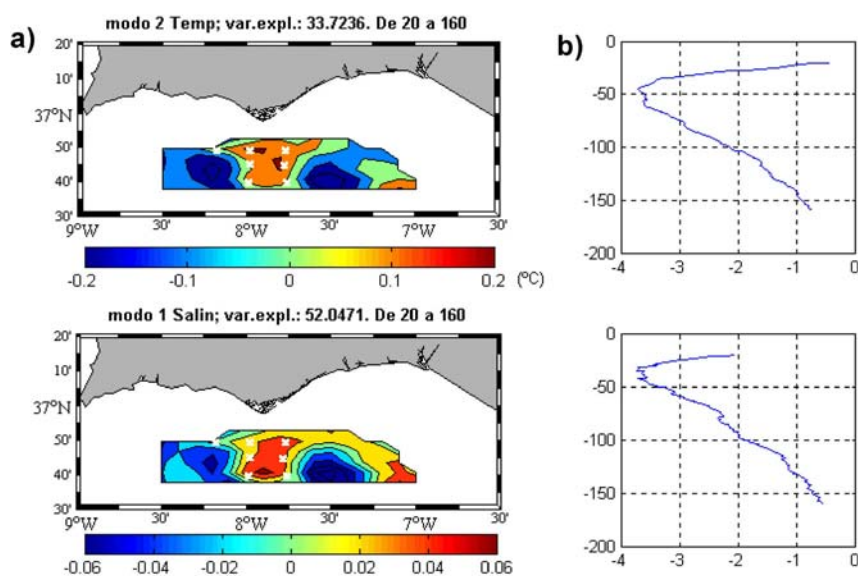 a)
modo 2 Temp; var.expl.: 33.7236. De 20 a 160
20'
10'
37°N
50'
40'
30'
9°W 30' 8°W 30' 7°W 30'
-0.2 -0.1 0 0.1 0.2 (°C)
b)
0
-50
-100
-150
-200
-4 -3 -2 -1 0
modo 1 Salin; var.expl.: 52.0471. De 20 a 160
20'
10'
37°N
50'
40'
30'
9°W 30' 8°W 30' 7°W 30'
-0.06 -0.04 -0.02 0 0.02 0.04 0.06
0
-50
-100
-150
-200
-4 -3 -2 -1 0